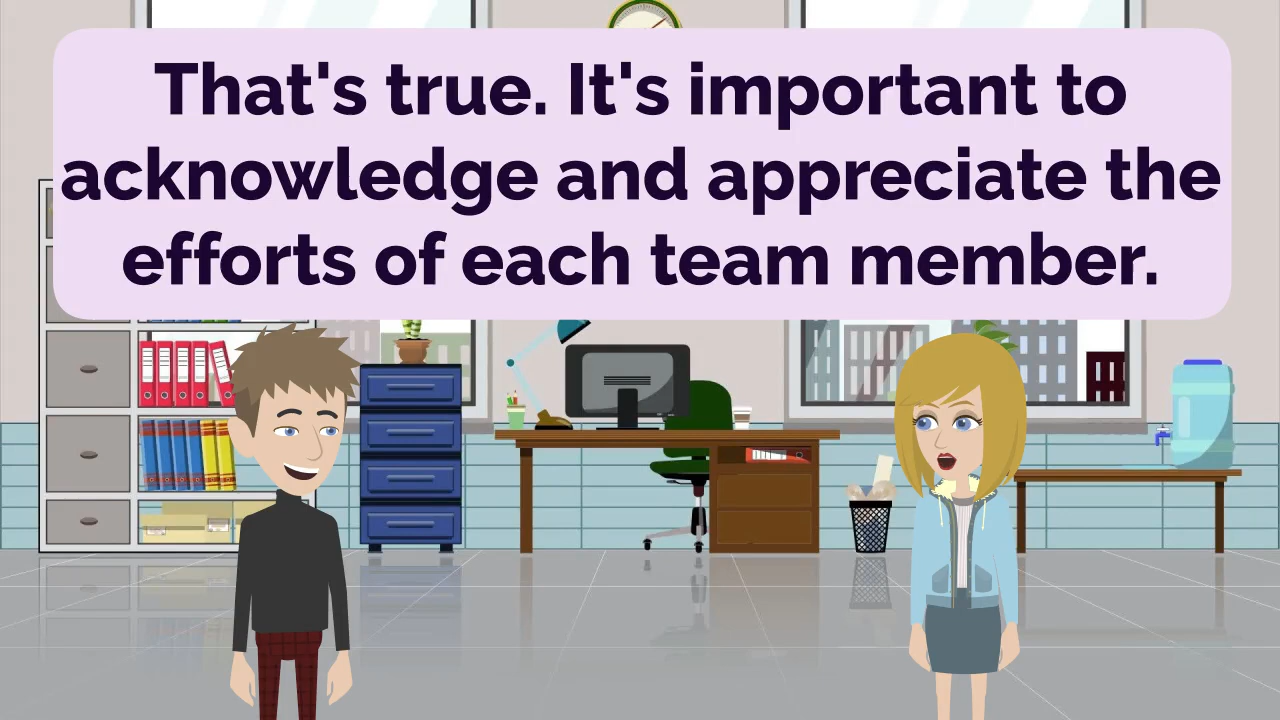 That's true. It's important to
acknowledge and appreciate the
efforts of each team member.